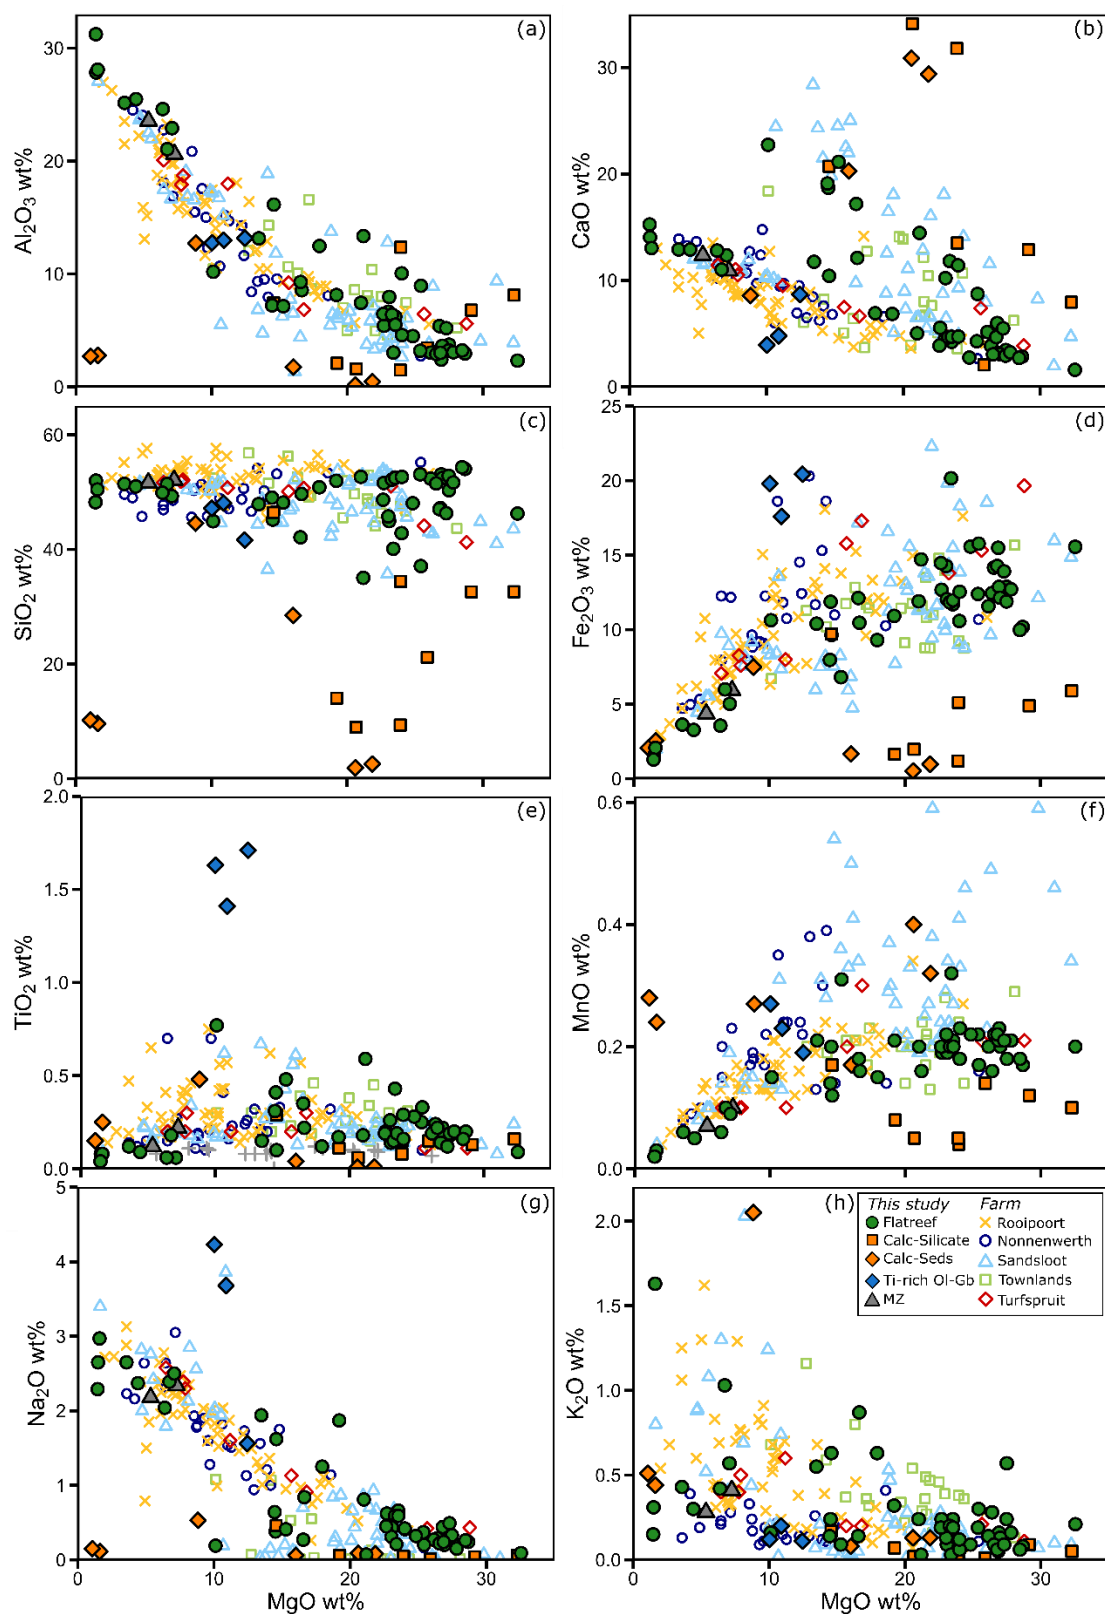 (a)
30
20
10
0
Al₂O₃ wt%
(b)
30
20
10
0
CaO wt%
(c)
60
40
20
0
SiO₂ wt%
(d)
25
20
15
10
5
0
Fe₂O₃ wt%
(e)
2.0
1.5
1.0
0.5
0.0
TiO₂ wt%
(f)
0.6
0.4
0.2
0.0
MnO wt%
(g)
5
4
3
2
1
0
Na₂O wt%
0 10 20 30
MgO wt%
(h)
2.0
1.5
1.0
0.5
0.0
K₂O wt%
This study Farm
Flatreef Rooipoort
Calc-Silicate Nonnenwerth
Calc-Seds Sandsloot
Ti-rich Ol-Gb Townlands
MZ Turfspruit
0 10 20 30
MgO wt%